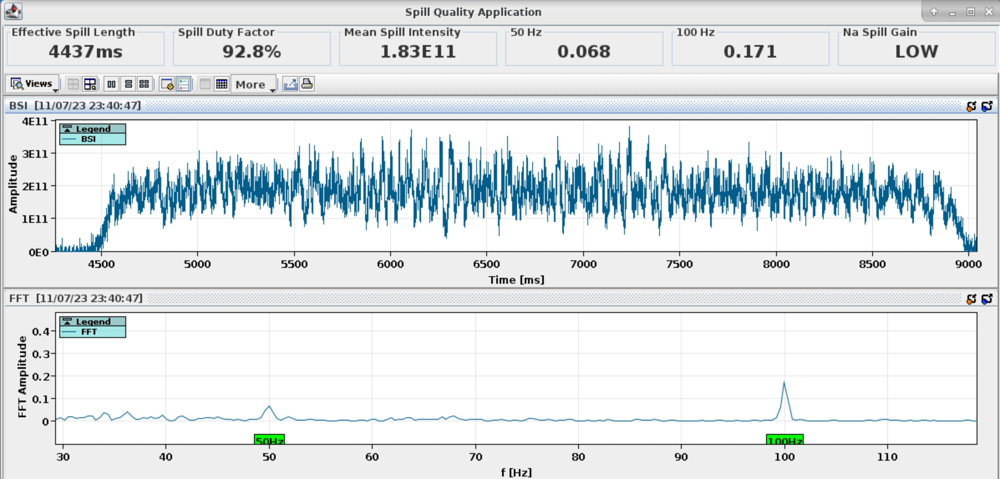 Spill Quality Application
Effective Spill Length Spill Duty Factor Mean Spill Intensity 50 Hz 100 Hz Na Spill Gain
4437ms 92.8% 1.83E11 0.068 0.171 LOW
Views More
BSI [11/07/23 23:40:47]
4E11
Legend
BSI
3E11
2E11
1E11
0E0
Amplitude
4500 5000 5500 6000 6500 7000 7500 8000 8500 9000
Time [ms]
FFT [11/07/23 23:40:47]
Legend
FFT
0.4
0.3
0.2
0.1
0
FFT Amplitude
50Hz 100Hz
30 40 50 60 70 80 90 100 110
f [Hz]